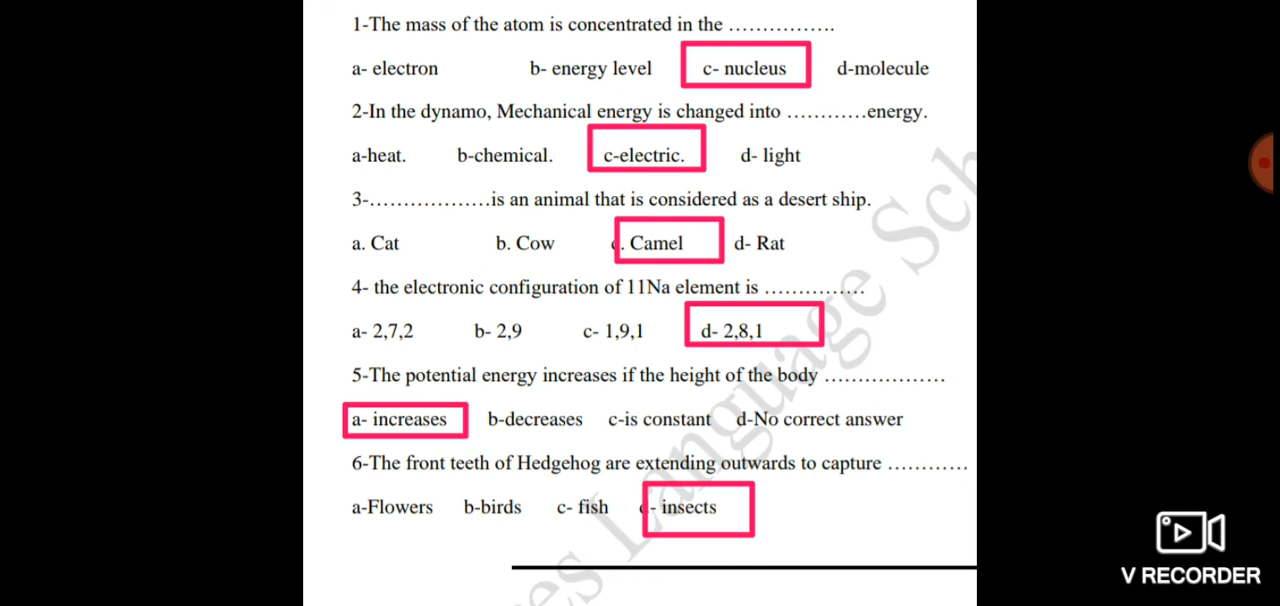 1-The mass of the atom is concentrated in the …………….
a- electron b- energy level c- nucleus d-molecule
2-In the dynamo, Mechanical energy is changed into …………energy.
a-heat. b-chemical. c-electric. d- light
3-………………is an animal that is considered as a desert ship.
a. Cat b. Cow c. Camel d- Rat
4- the electronic configuration of 11Na element is ……………
a- 2,7,2 b- 2,9 c- 1,9,1 d- 2,8,1
5-The potential energy increases if the height of the body ………………
a- increases b-decreases c-is constant d-No correct answer
6-The front teeth of Hedgehog are extending outwards to capture …………
a-Flowers b-birds c- fish d- insects
es Language Sch
V RECORDER